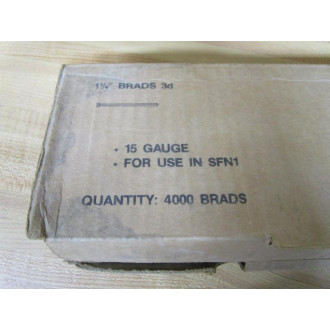 1¼" BRADS 3d
• 15 GAUGE
• FOR USE IN SFN1
QUANTITY: 4000 BRADS